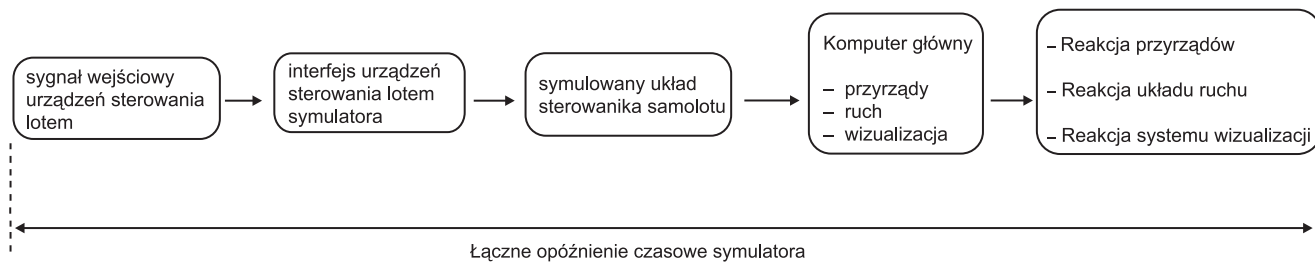 sygnał wejściowy
urządzeń sterowania
lotem
interfejs urządzeń
sterowania lotem
symulatora
symulowany układ
sterowanika samolotu
Komputer główny
– przyrządy
– ruch
– wizualizacja
– Reakcja przyrządów
– Reakcja układu ruchu
– Reakcja systemu wizualizacji
Łączne opóźnienie czasowe symulatora